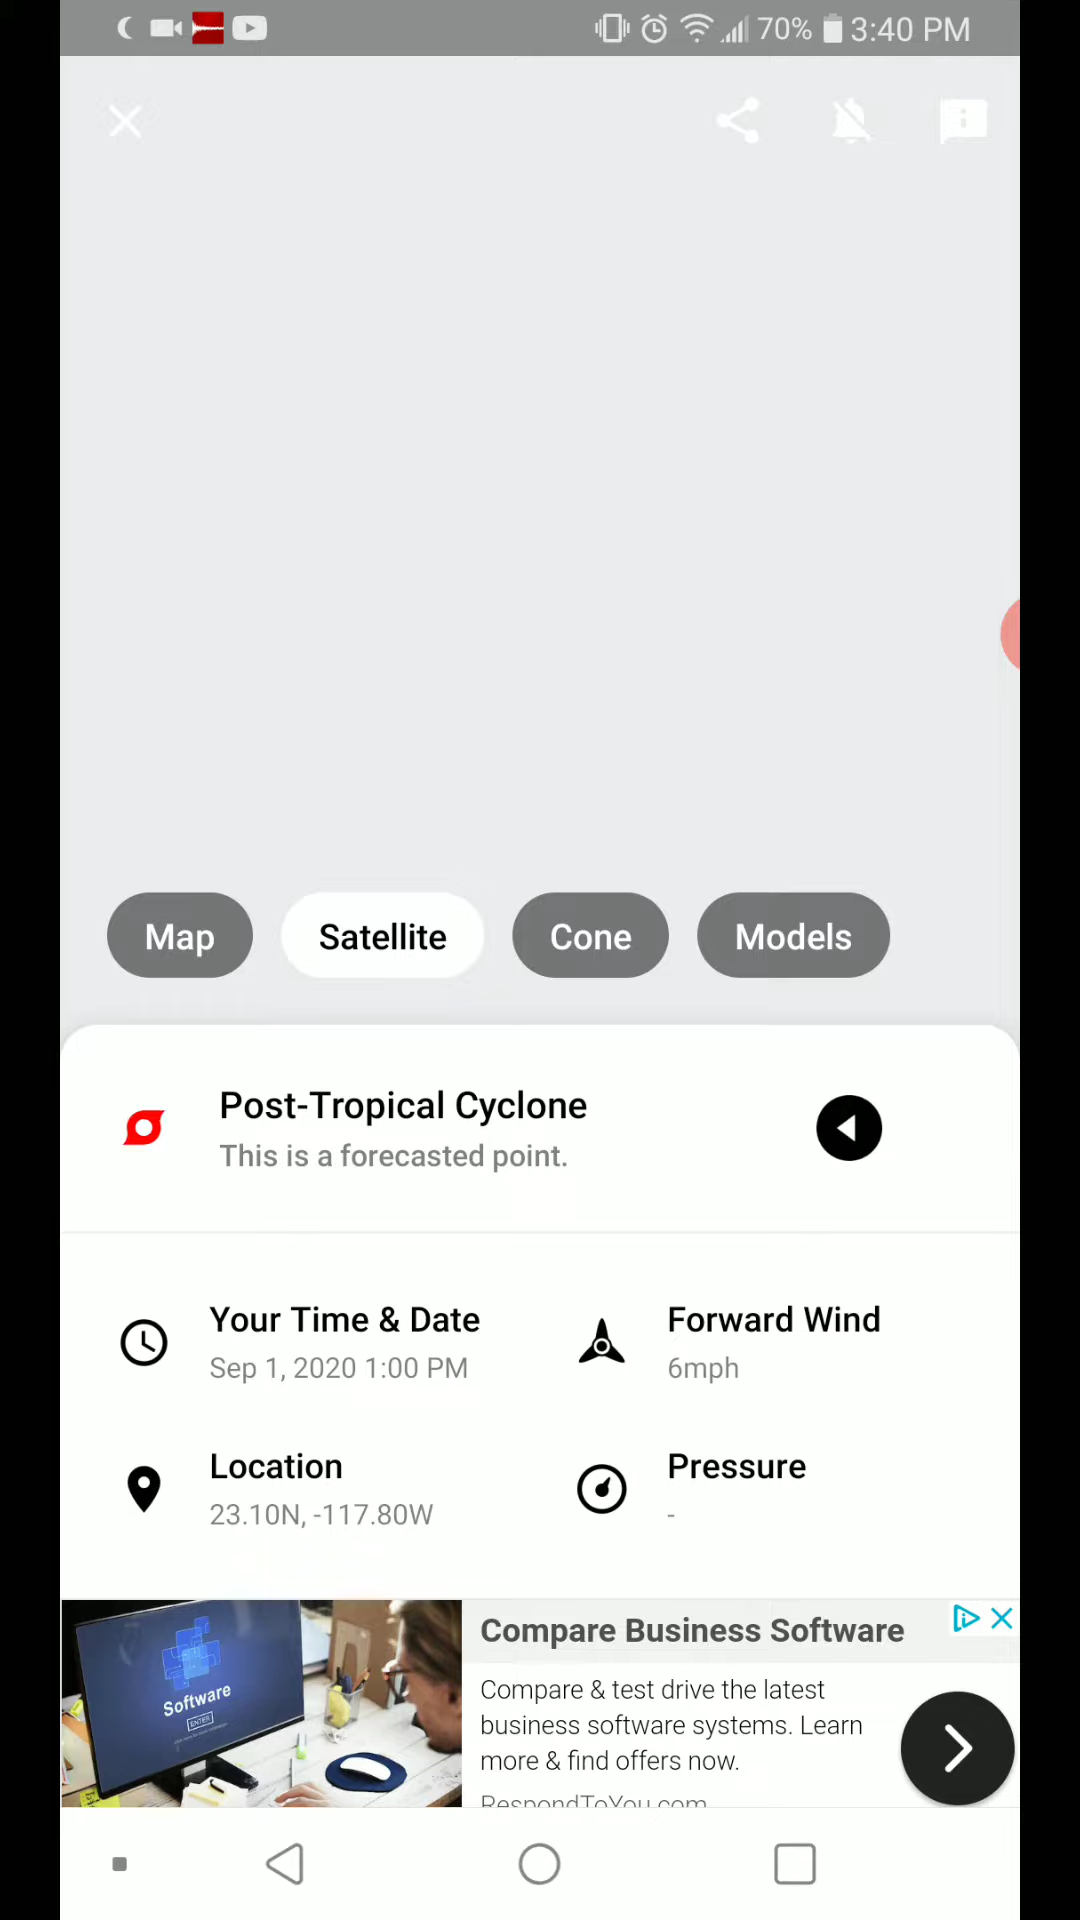 70% 3:40 PM
Map Satellite Cone Models
Post-Tropical Cyclone
This is a forecasted point.
Your Time & Date
Sep 1, 2020 1:00 PM
Forward Wind
6mph
Location
23.10N, -117.80W
Pressure
-
Software
ENTER
Compare Business Software
Compare & test drive the latest
business software systems. Learn
more & find offers now.
RespondToYou.com